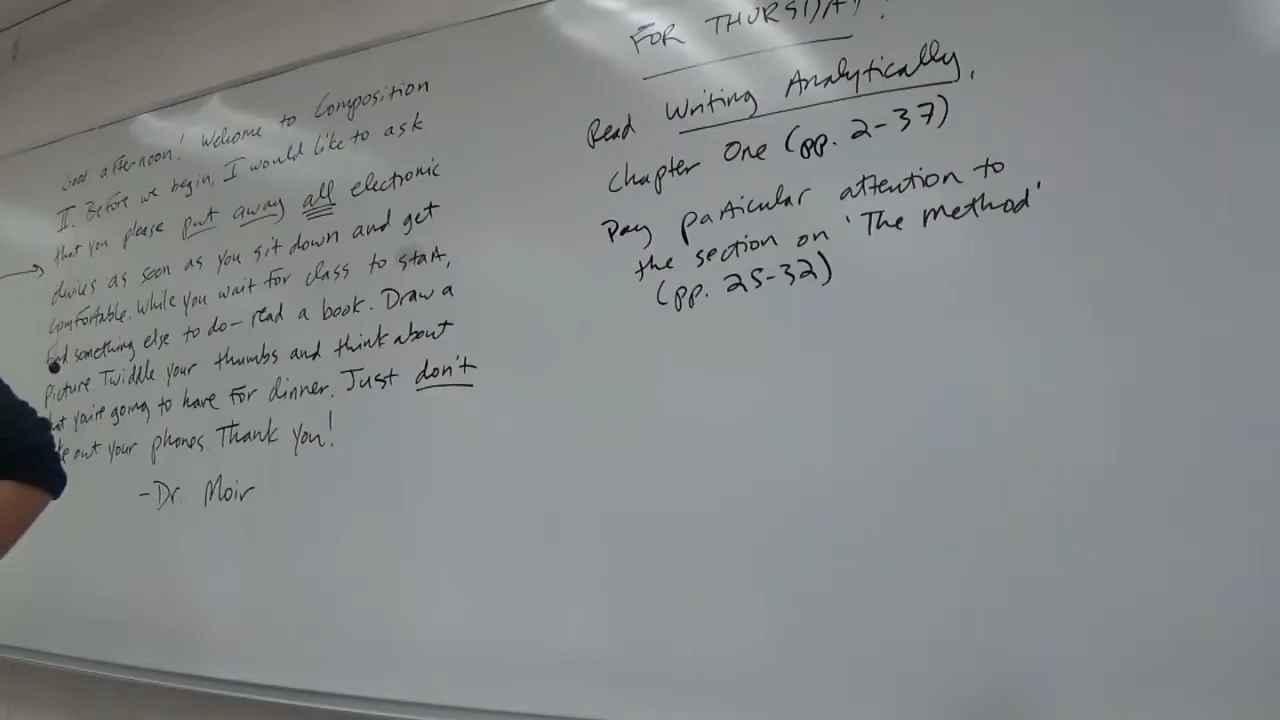 Good afternoon! Welcome to Composition
II. Before we begin, I would like to ask
that you please put away all electronic
devices as soon as you sit down and get
comfortable. While you wait for class to start,
find something else to do – read a book. Draw a
picture. Twiddle your thumbs and think about
you're going to have for dinner. Just don't
out your phones. Thank you!
-Dr. Moir
FOR THURSDAY:
Read Writing Analytically,
Chapter One (pp. 2-37)
Pay particular attention to
the section on 'The Method'
(pp. 25-32)